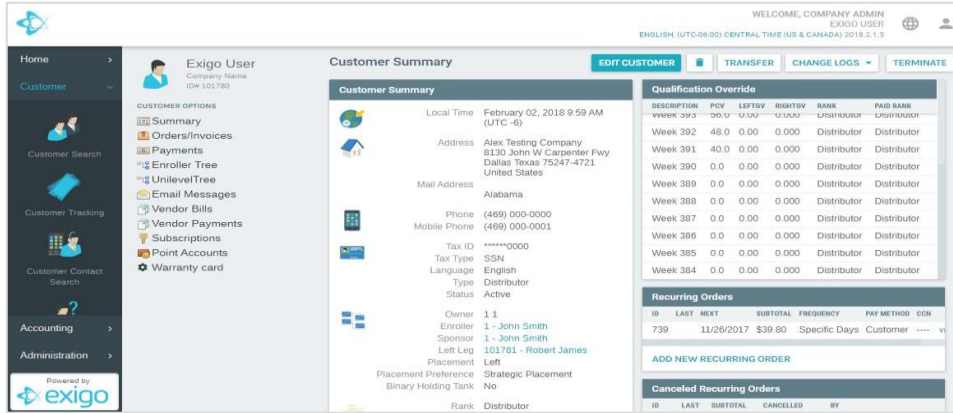 WELCOME, COMPANY ADMIN
EXIGO USER
ENGLISH, (UTC-06:00) CENTRAL TIME (US & CANADA) 2018.2.1.5
Home >
Customer
Customer Search
Customer Tracking
Customer Contact
Search
Accounting >
Administration >
Powered by
exigo
Exigo User
Company Name
ID# 101780
CUSTOMER OPTIONS
Summary
Orders/Invoices
Payments
Enroller Tree
UnilevelTree
Email Messages
Vendor Bills
Vendor Payments
Subscriptions
Point Accounts
Warranty card
Customer Summary
EDIT CUSTOMER TRANSFER CHANGE LOGS TERMINATE
Customer Summary
Local Time February 02, 2018 9:59 AM
(UTC -6)
Address Alex Testing Company
8130 John W Carpenter Fwy
Dallas Texas 75247-4721
United States
Mail Address
Alabama
Phone (469) 000-0000
Mobile Phone (469) 000-0001
Tax ID ******0000
Tax Type SSN
Language English
Type Distributor
Status Active
Owner 1 1
Enroller 1 - John Smith
Sponsor 1 - John Smith
Left Leg 101781 - Robert James
Placement Left
Placement Preference Strategic Placement
Binary Holding Tank No
Rank Distributor
Qualification Override
DESCRIPTION PCV LEFTGV RIGHTGV RANK PAID RANK
Week 393 56.0 0.00 0.000 Distributor Distributor
Week 392 48.0 0.00 0.000 Distributor Distributor
Week 391 40.0 0.00 0.000 Distributor Distributor
Week 390 0.0 0.00 0.000 Distributor Distributor
Week 389 0.0 0.00 0.000 Distributor Distributor
Week 388 0.0 0.00 0.000 Distributor Distributor
Week 387 0.0 0.00 0.000 Distributor Distributor
Week 386 0.0 0.00 0.000 Distributor Distributor
Week 385 0.0 0.00 0.000 Distributor Distributor
Week 384 0.0 0.00 0.000 Distributor Distributor
Recurring Orders
ID LAST NEXT SUBTOTAL FREQUENCY PAY METHOD CCN
739 11/26/2017 $39.80 Specific Days Customer ----
ADD NEW RECURRING ORDER
Canceled Recurring Orders
ID LAST SUBTOTAL CANCELLED BY